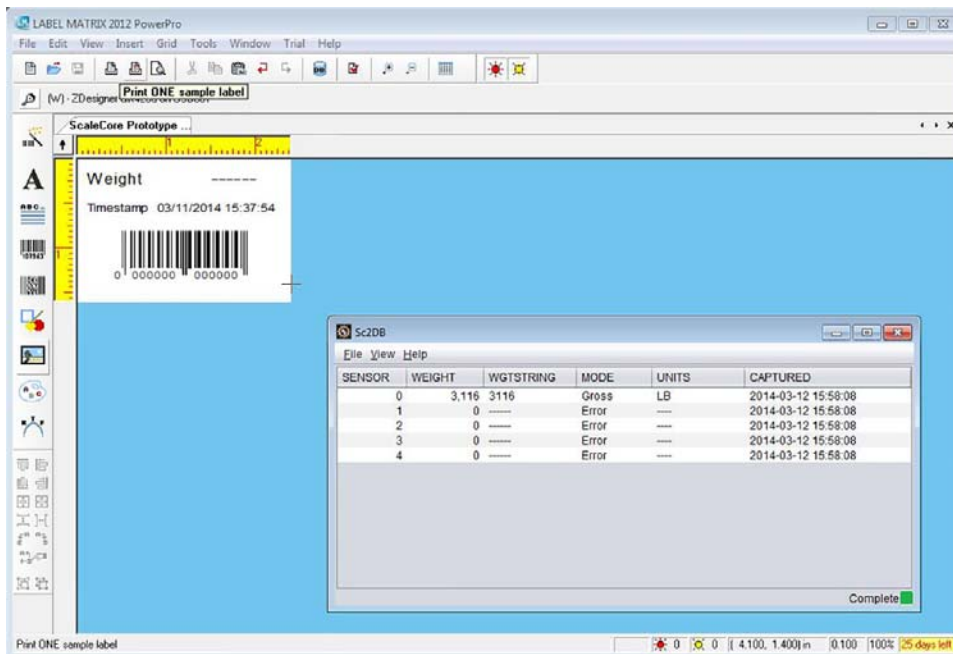 LABEL MATRIX 2012 PowerPro
File Edit View Insert Grid Tools Window Trial Help
Print ONE sample label
(W) - ZDesigner
ScaleCore Prototype ...
1 2
A
Weight ------
ABC
Timestamp 03/11/2014 15:37:54
1
0 000000 000000
Sc2DB
File View Help
SENSOR WEIGHT WGTSTRING MODE UNITS CAPTURED
0 3,116 3116 Gross LB 2014-03-12 15:58:08
1 0 ------ Error ---- 2014-03-12 15:58:08
2 0 ------ Error ---- 2014-03-12 15:58:08
3 0 ------ Error ---- 2014-03-12 15:58:08
4 0 ------ Error ---- 2014-03-12 15:58:08
Complete
Print ONE sample label 0 0 ( 4.100, 1.400) in 0.100 100% 25 days left